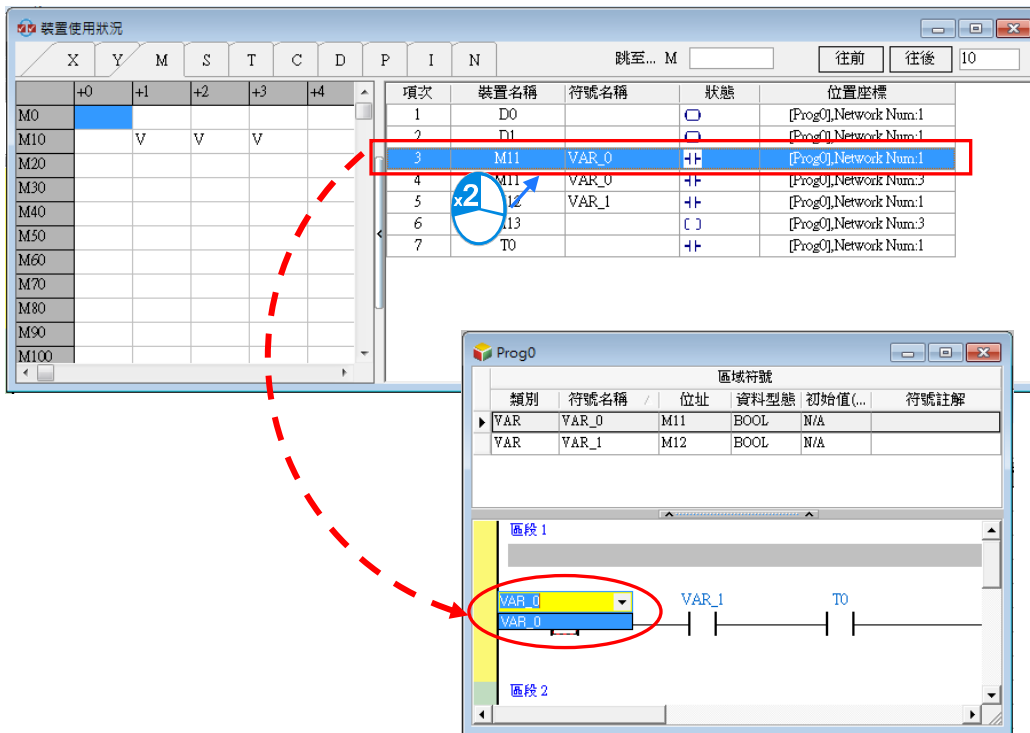 裝置使用狀況
X Y M S T C D P I N 跳至... M 往前 往後 10
+0 +1 +2 +3 +4
M0
M10 V V V
M20
M30
M40
M50
M60
M70
M80
M90
M100
項次 裝置名稱 符號名稱 狀態 位置座標
1 D0 [Prog0],Network Num:1
2 D1 [Prog0],Network Num:1
3 M11 VAR_0 [Prog0],Network Num:1
4 M11 VAR_0 [Prog0],Network Num:3
5 VAR_1 [Prog0],Network Num:1
6 [Prog0],Network Num:3
7 T0 [Prog0],Network Num:1
x2
Prog0
區域符號
類別 符號名稱 位址 資料型態 初始值(... 符號註解
VAR VAR_0 M11 BOOL N/A
VAR VAR_1 M12 BOOL N/A
區段 1
VAR_0 VAR_1 T0
VAR_0
區段 2